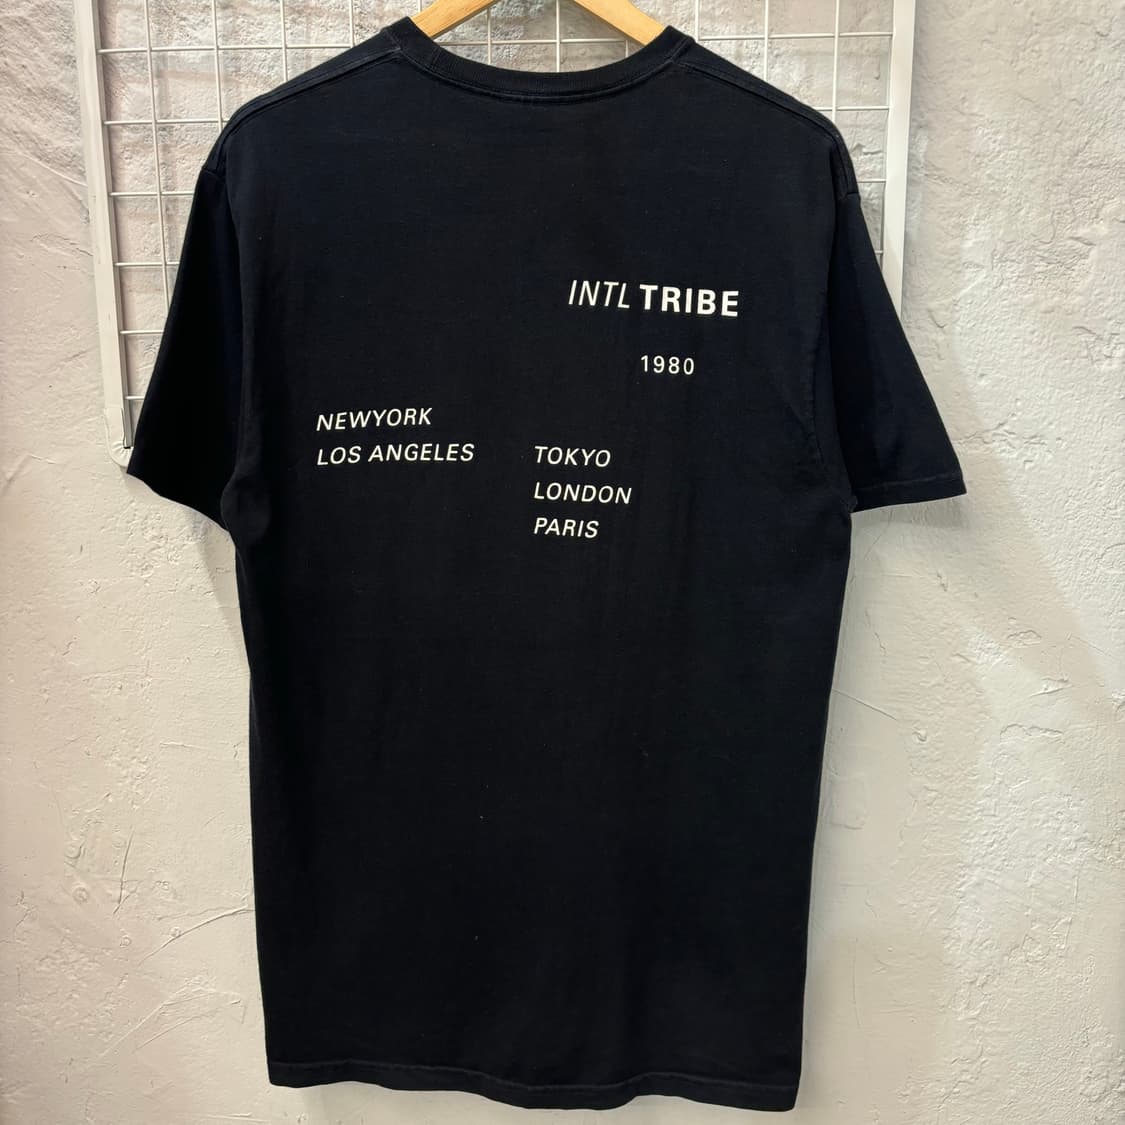 INTL TRIBE
1980
NEWYORK
LOS ANGELES
TOKYO
LONDON
PARIS